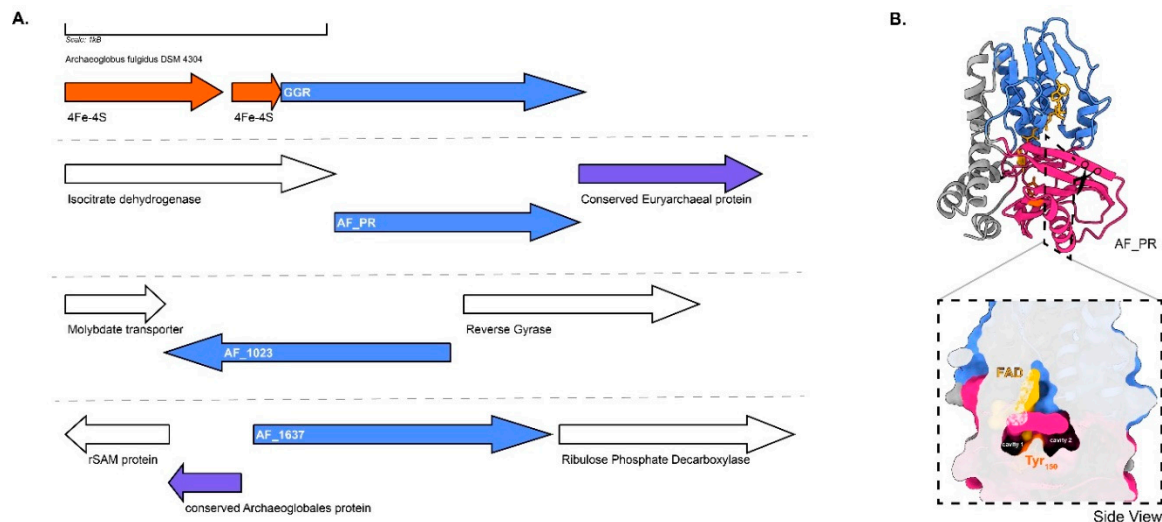 A.
Scale: 1kB
Archaeoglobus fulgidus DSM 4304
GGR
4Fe-4S
4Fe-4S
Isocitrate dehydrogenase
AF_PR
Conserved Euryarchaeal protein
Molybdate transporter
AF_1023
Reverse Gyrase
rSAM protein
AF_1637
Ribulose Phosphate Decarboxylase
conserved Archaeoglobales protein
B.
AF_PR
FAD
cavity 1
cavity 2
Tyr150
Side View